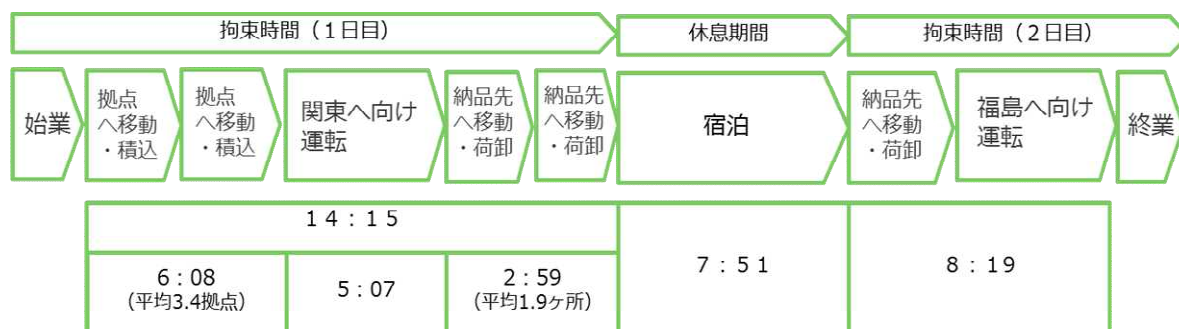 拘束時間（１日目）
休息期間
拘束時間（２日目）
始業
拠点
へ移動
・積込
拠点
へ移動
・積込
関東へ向け
運転
納品先
へ移動
・荷卸
納品先
へ移動
・荷卸
宿泊
納品先
へ移動
・荷卸
福島へ向け
運転
終業
１４：１５
7：５１
８：１９
6：08
(平均3.4拠点)
5：07
2：59
(平均1.9ヶ所)